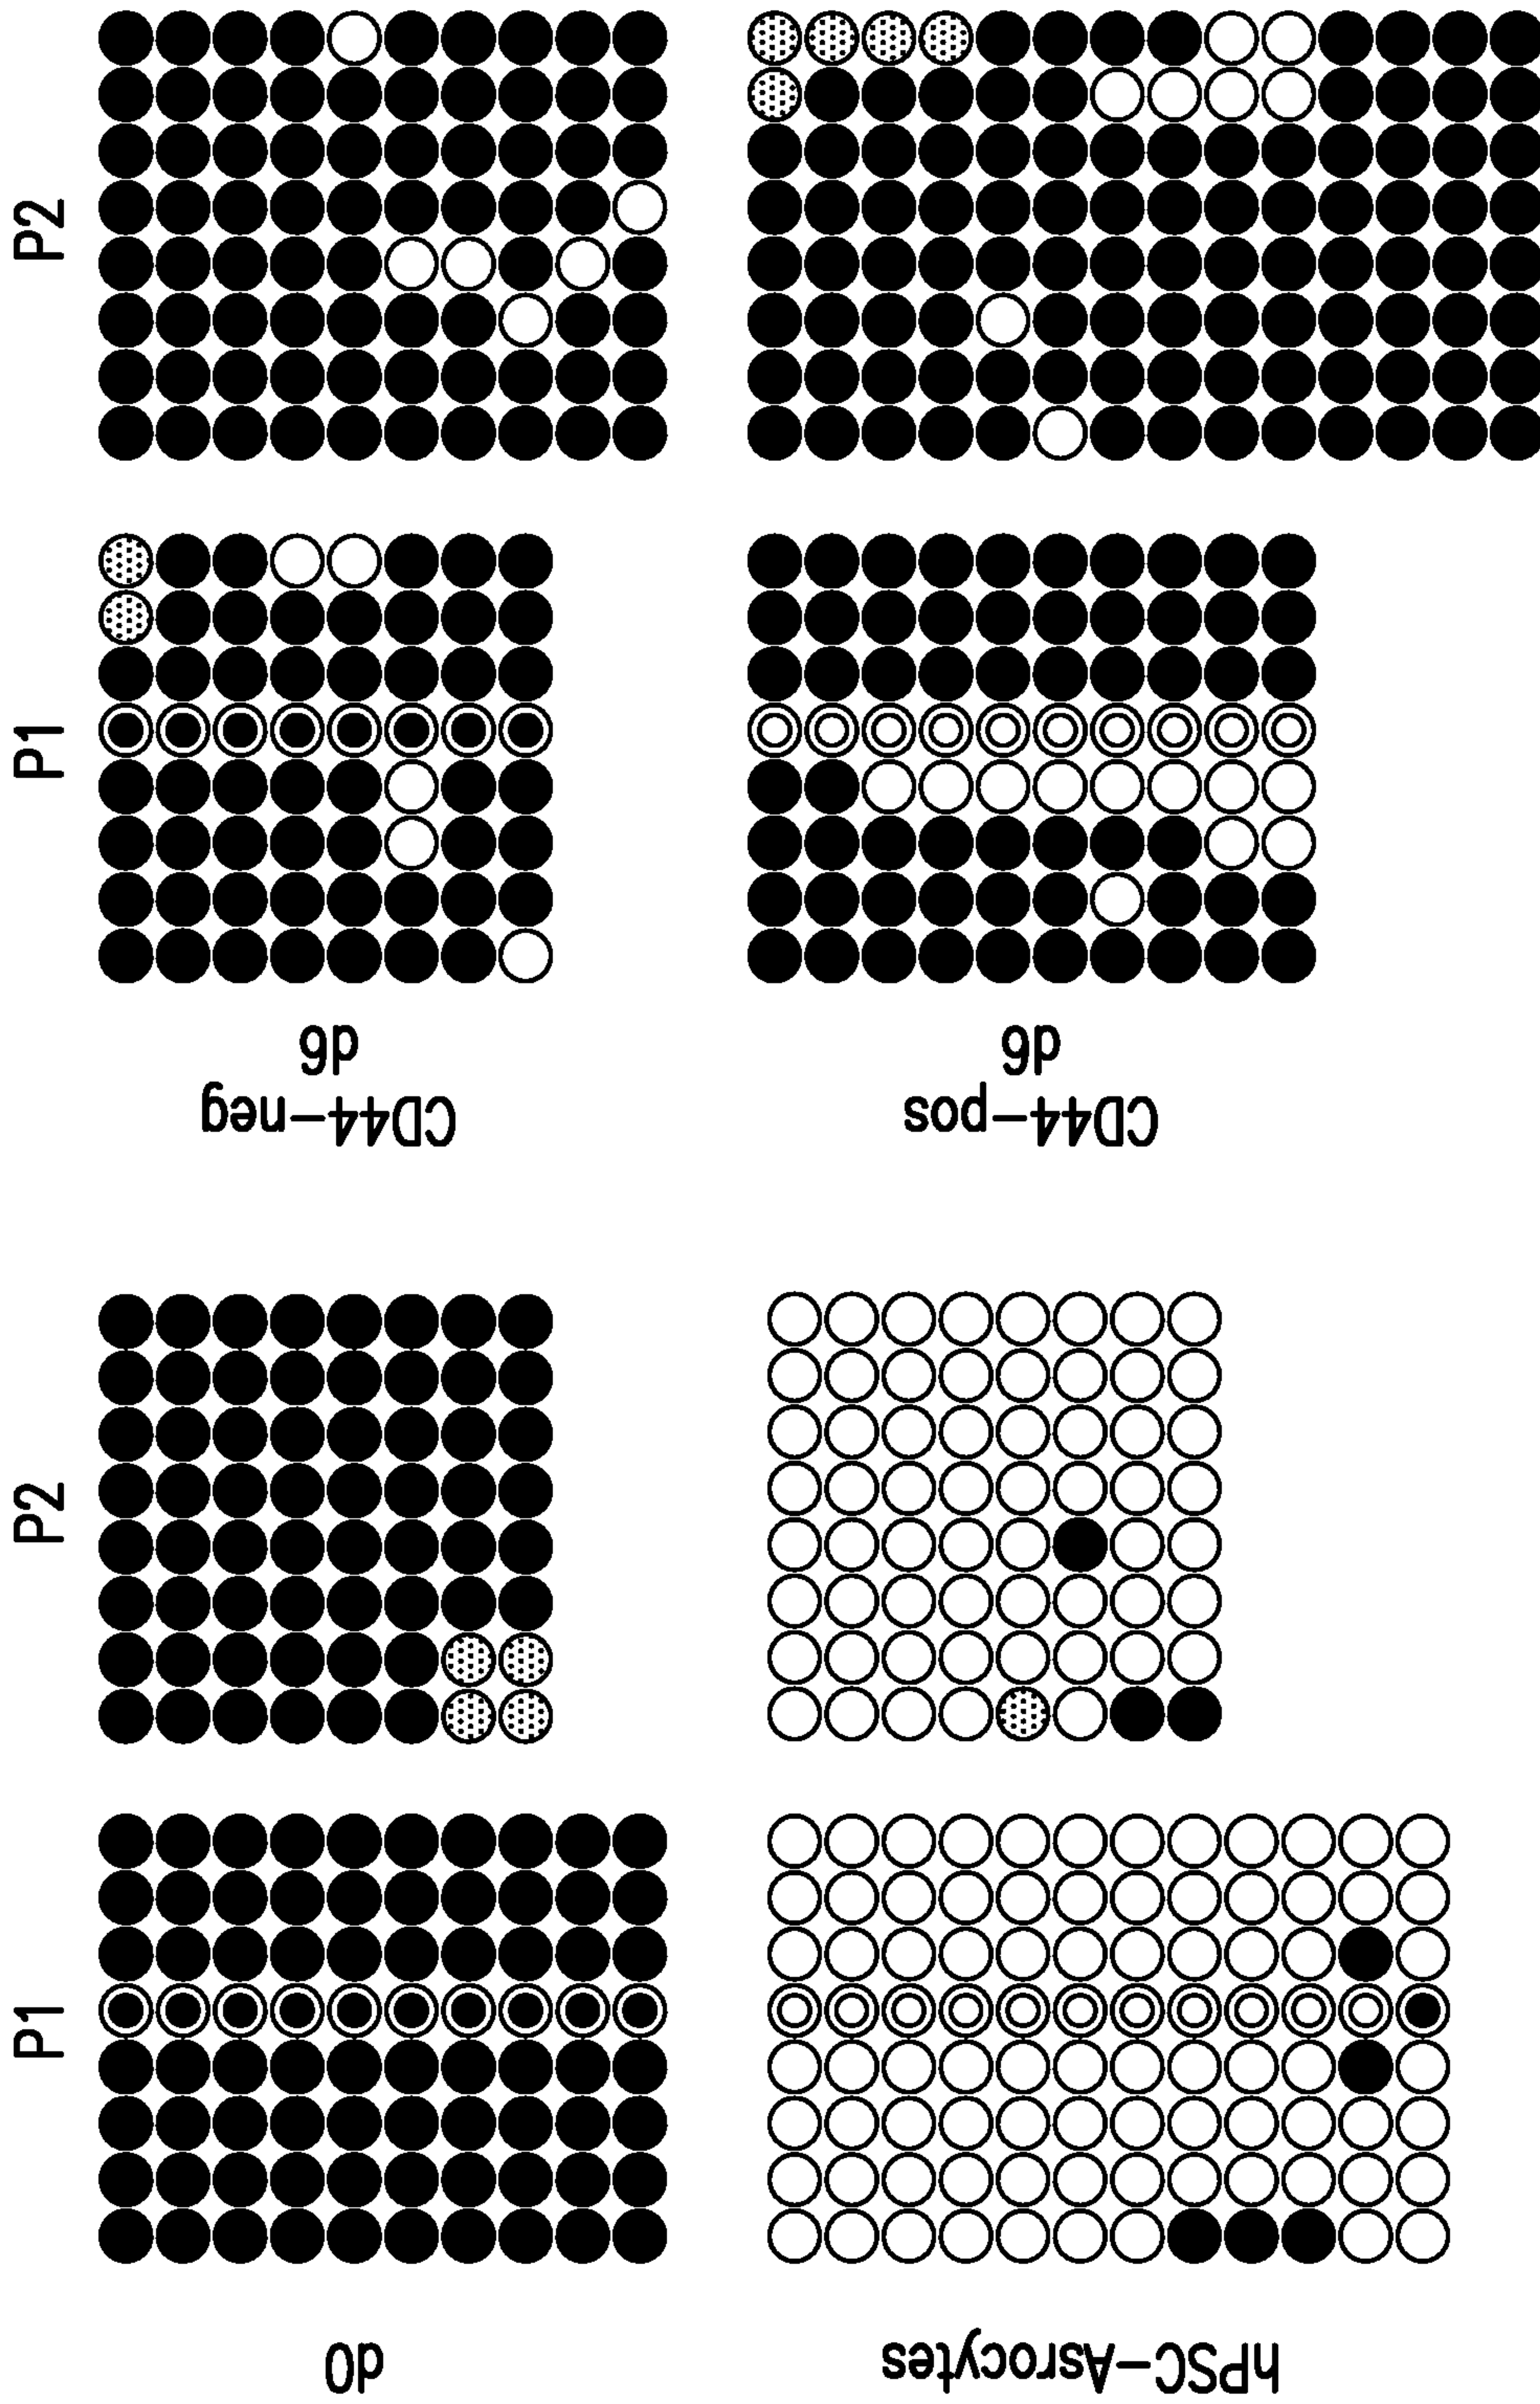 P1
P2
P1
P2
d0
CD44-neg
d6
hPSC-Asrocytes
CD44-pos
d6